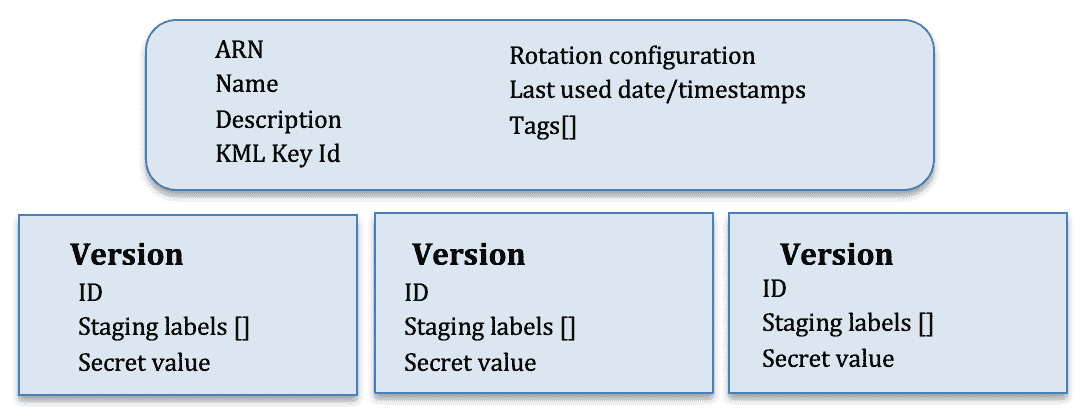 ARN
Name
Description
KML Key Id
Rotation configuration
Last used date/timestamps
Tags[]
Version
ID
Staging labels []
Secret value
Version
ID
Staging labels []
Secret value
Version
ID
Staging labels []
Secret value